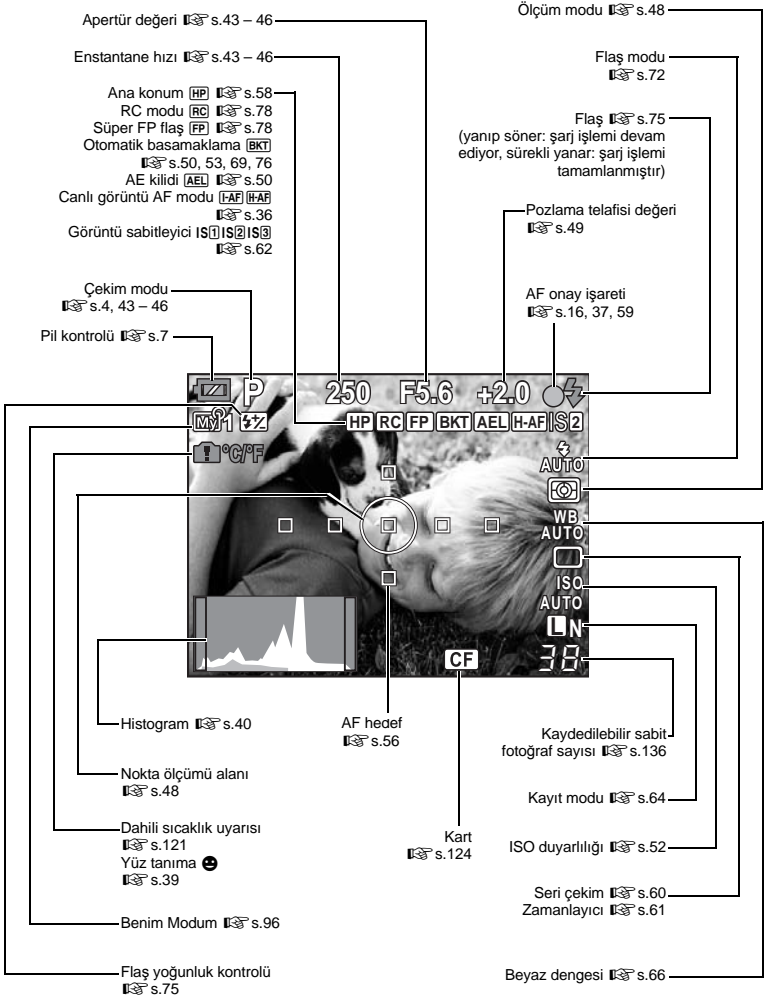 Apertür değeri ☞ s.43 – 46
Enstantane hızı ☞ s.43 – 46
Ana konum HP ☞ s.58
RC modu RC ☞ s.78
Süper FP flaş FP ☞ s.78
Otomatik basamaklama BKT
☞ s.50, 53, 69, 76
AE kilidi AEL ☞ s.50
Canlı görüntü AF modu I-AF H-AF
☞ s.36
Görüntü sabitleyici IS1 IS2 IS3
☞ s.62
Çekim modu
☞ s.4, 43 – 46
Pil kontrolü ☞ s.7
Ölçüm modu ☞ s.48
Flaş modu
☞ s.72
Flaş ☞ s.75
(yanıp söner: şarj işlemi devam
ediyor, sürekli yanar: şarj işlemi
tamamlanmıştır)
Pozlama telafisi değeri
☞ s.49
AF onay işareti
☞ s.16, 37, 59
P 250 F5.6 +2.0
My1 HP RC FP BKT AEL H-AF IS2
°C/°F
AUTO
WB
AUTO
ISO
AUTO
L N
CF 38
Histogram ☞ s.40
AF hedef
☞ s.56
Nokta ölçümü alanı
☞ s.48
Dahili sıcaklık uyarısı
☞ s.121
Yüz tanıma
☞ s.39
Benim Modum ☞ s.96
Flaş yoğunluk kontrolü
☞ s.75
Kart
☞ s.124
Kaydedilebilir sabit
fotoğraf sayısı ☞ s.136
Kayıt modu ☞ s.64
ISO duyarlılığı ☞ s.52
Seri çekim ☞ s.60
Zamanlayıcı ☞ s.61
Beyaz dengesi ☞ s.66